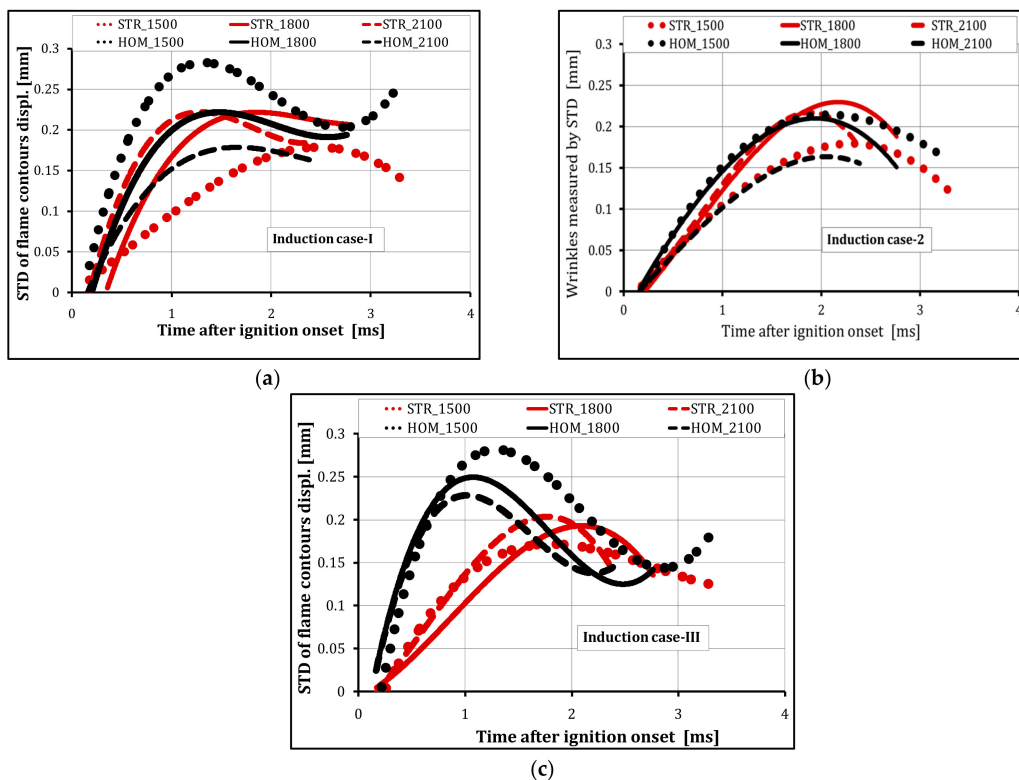 STR_1500 STR_1800 STR_2100
HOM_1500 HOM_1800 HOM_2100
STD of flame contours displ. [mm]
0.3
0.25
0.2
0.15
0.1
0.05
0
Induction case-I
0 1 2 3 4
Time after ignition onset [ms]
(a)
STR_1500 STR_1800 STR_2100
HOM_1500 HOM_1800 HOM_2100
Wrinkles measured by STD [mm]
0.3
0.25
0.2
0.15
0.1
0.05
0
Induction case-2
0 1 2 3 4
Time after ignition onset [ms]
(b)
STR_1500 STR_1800 STR_2100
HOM_1500 HOM_1800 HOM_2100
STD of flame contours displ. [mm]
0.3
0.25
0.2
0.15
0.1
0.05
0
Induction case-III
0 1 2 3 4
Time after ignition onset [ms]
(c)